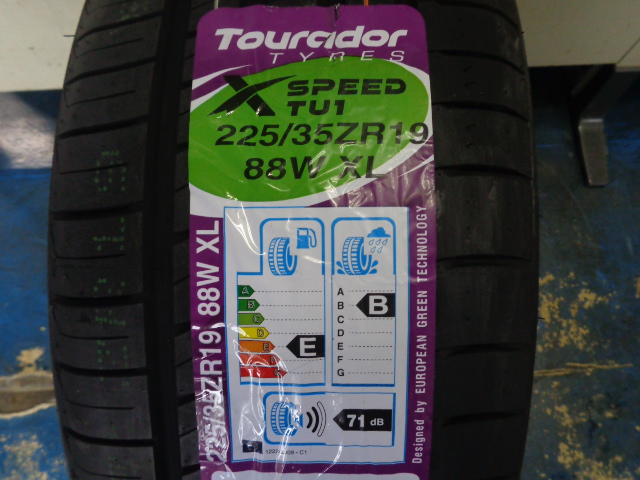 Tourador
TYRES
X SPEED
TU1
225/35ZR19
88W XL
225/35ZR19 88W XL
A
B
C
D
E
E
A
B
C
D
E
F
G
B
71 dB
Designed by EUROPEAN GREEN TECHNOLOGY